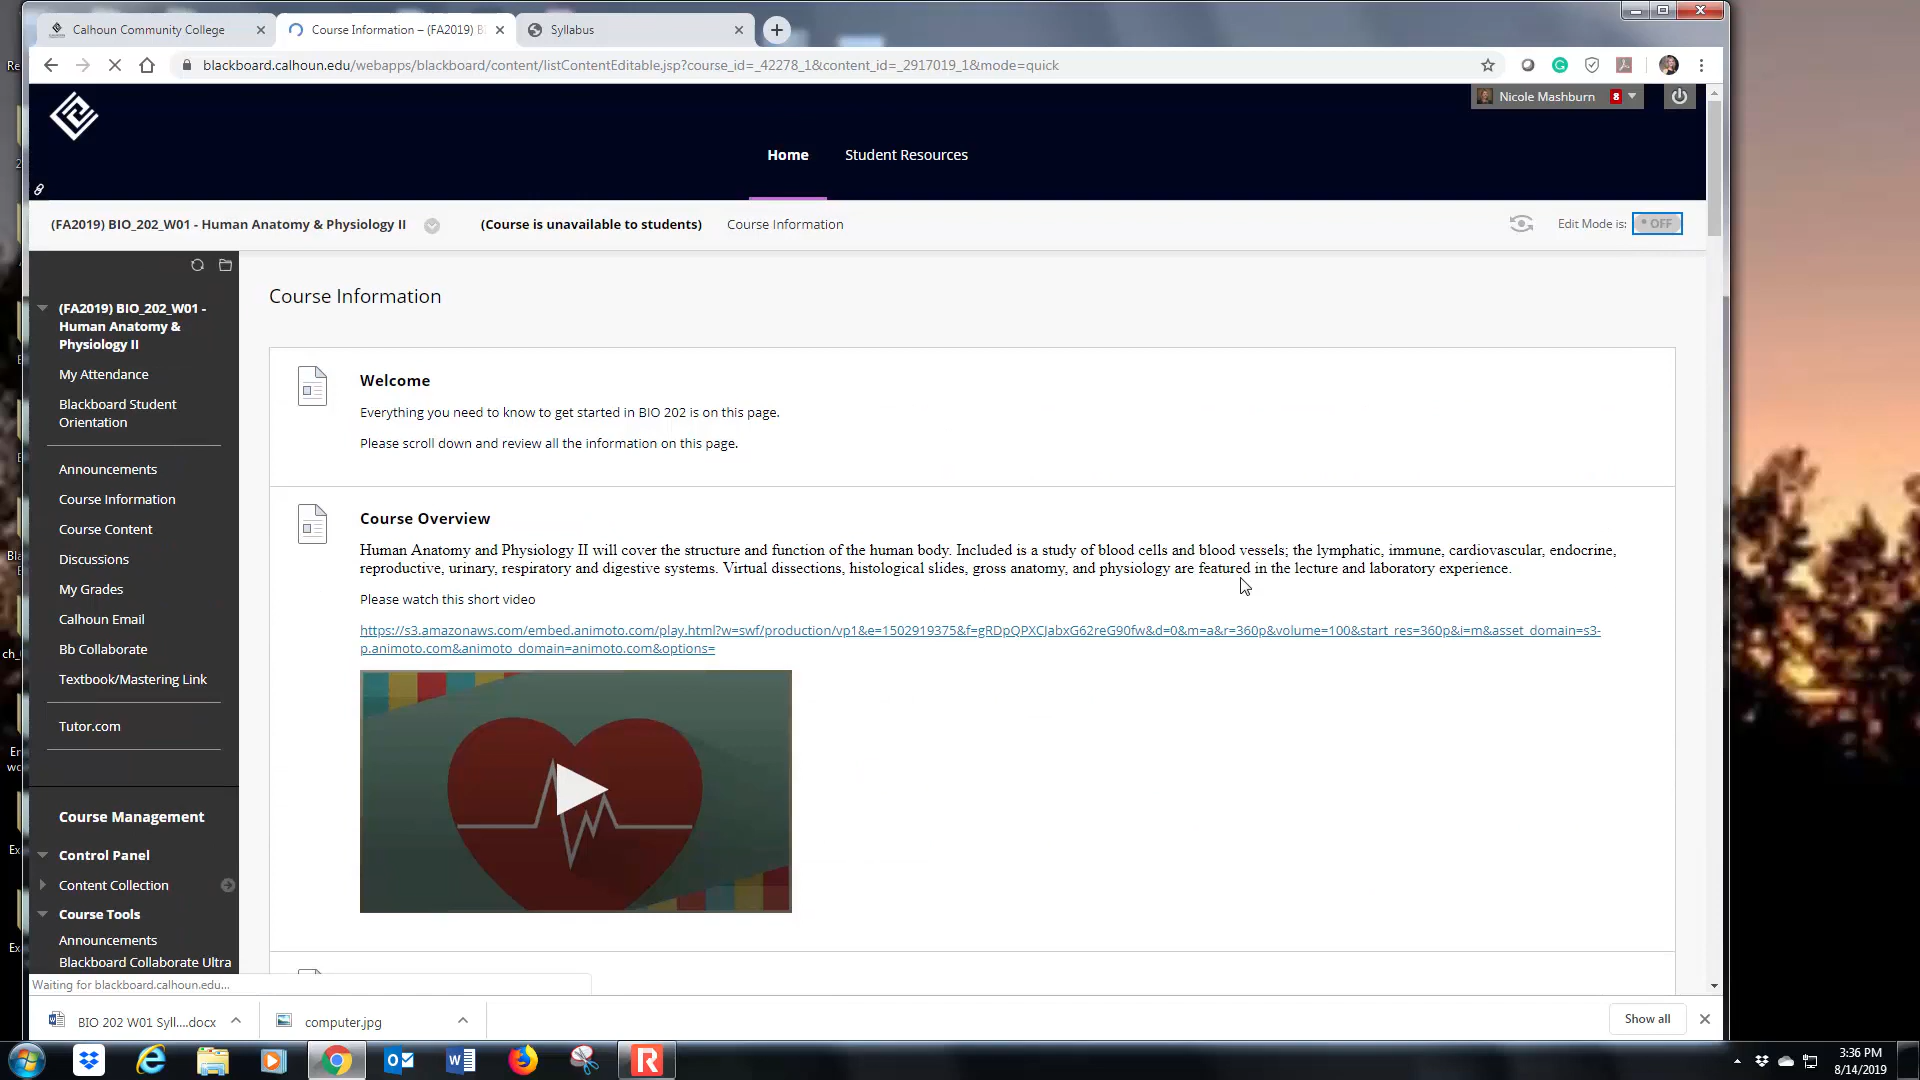 Calhoun Community College
Course Information – (FA2019) B
Syllabus
blackboard.calhoun.edu/webapps/blackboard/content/listContentEditable.jsp?course_id=_42278_1&content_id=_2917019_1&mode=quick
Nicole Mashburn 8
Home Student Resources
(FA2019) BIO_202_W01 - Human Anatomy & Physiology II (Course is unavailable to students) Course Information Edit Mode is: OFF
(FA2019) BIO_202_W01 -
Human Anatomy &
Physiology II
My Attendance
Blackboard Student
Orientation
Announcements
Course Information
Course Content
Discussions
My Grades
Calhoun Email
Bb Collaborate
Textbook/Mastering Link
Tutor.com
Course Management
Control Panel
Content Collection
Course Tools
Announcements
Blackboard Collaborate Ultra
Course Information
Welcome
Everything you need to know to get started in BIO 202 is on this page.
Please scroll down and review all the information on this page.
Course Overview
Human Anatomy and Physiology II will cover the structure and function of the human body. Included is a study of blood cells and blood vessels; the lymphatic, immune, cardiovascular, endocrine,
reproductive, urinary, respiratory and digestive systems. Virtual dissections, histological slides, gross anatomy, and physiology are featured in the lecture and laboratory experience.
Please watch this short video
https://s3.amazonaws.com/embed.animoto.com/play.html?w=swf/production/vp1&e=1502919375&f=gRDpQPXCJabxG62reG90fw&d=0&m=a&r=360p&volume=100&start_res=360p&i=m&asset_domain=s3-
p.animoto.com&animoto_domain=animoto.com&options=
Waiting for blackboard.calhoun.edu...
BIO 202 W01 Syll....docx
computer.jpg
Show all
3:36 PM
8/14/2019